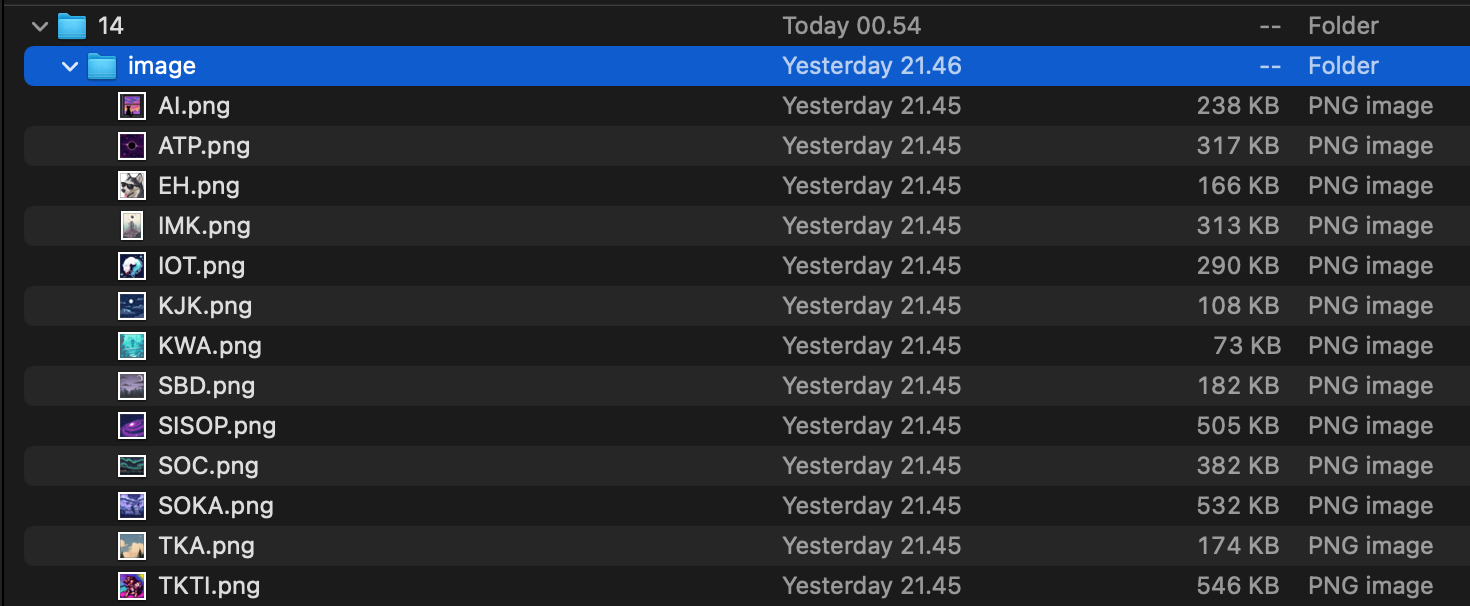 14 Today 00.54 -- Folder
image Yesterday 21.46 -- Folder
AI.png Yesterday 21.45 238 KB PNG image
ATP.png Yesterday 21.45 317 KB PNG image
EH.png Yesterday 21.45 166 KB PNG image
IMK.png Yesterday 21.45 313 KB PNG image
IOT.png Yesterday 21.45 290 KB PNG image
KJK.png Yesterday 21.45 108 KB PNG image
KWA.png Yesterday 21.45 73 KB PNG image
SBD.png Yesterday 21.45 182 KB PNG image
SISOP.png Yesterday 21.45 505 KB PNG image
SOC.png Yesterday 21.45 382 KB PNG image
SOKA.png Yesterday 21.45 532 KB PNG image
TKA.png Yesterday 21.45 174 KB PNG image
TKTI.png Yesterday 21.45 546 KB PNG image